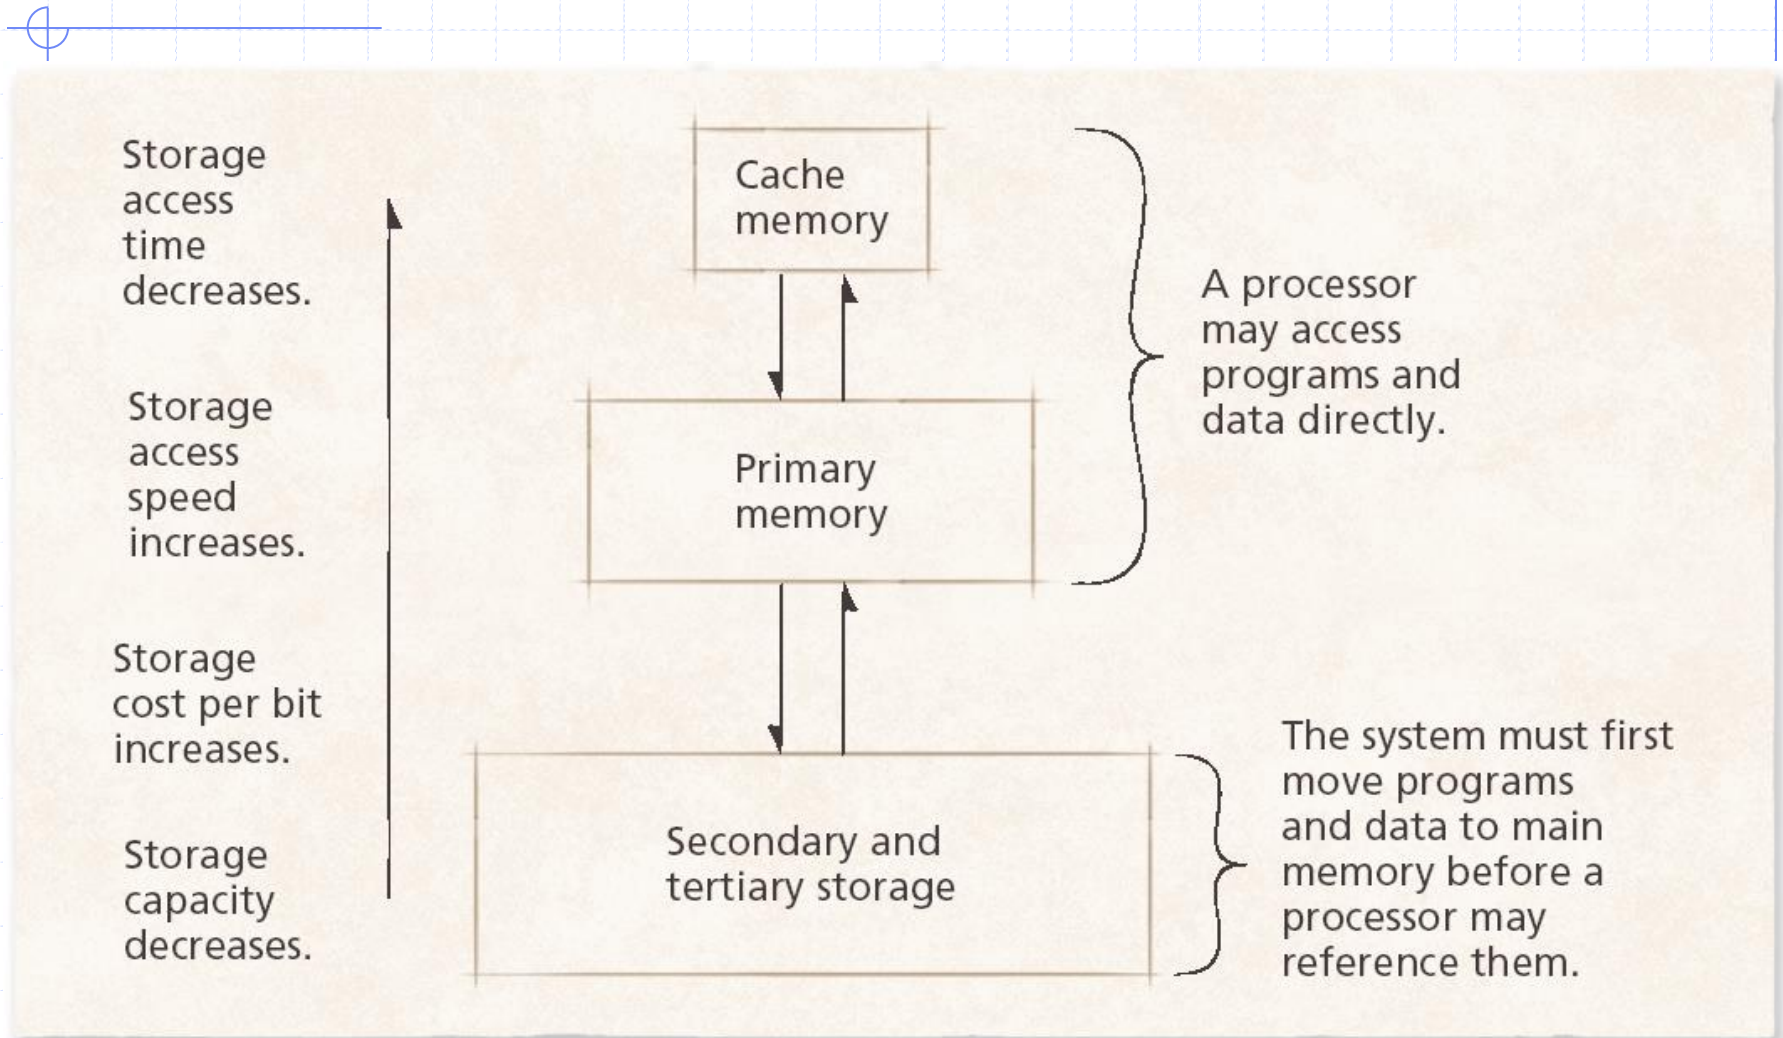 Storage
access
time
decreases.
Storage
access
speed
increases.
Storage
cost per bit
increases.
Storage
capacity
decreases.
Cache
memory
Primary
memory
Secondary and
tertiary storage
A processor
may access
programs and
data directly.
The system must first
move programs
and data to main
memory before a
processor may
reference them.